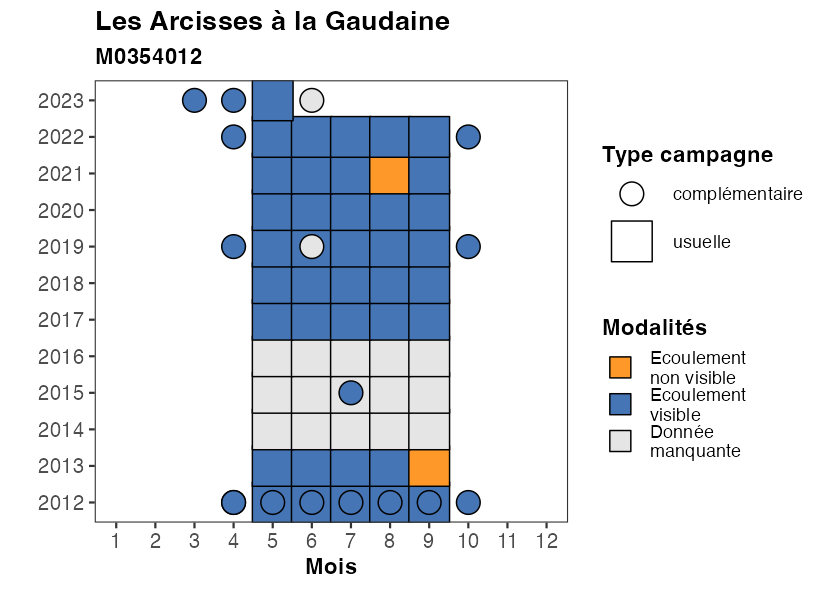 Les Arcisses à la Gaudaine
M0354012
2023
2022
2021
2020
2019
2018
2017
2016
2015
2014
2013
2012
1 2 3 4 5 6 7 8 9 10 11 12
Mois
Type campagne
complémentaire
usuelle
Modalités
Ecoulement
non visible
Ecoulement
visible
Donnée
manquante